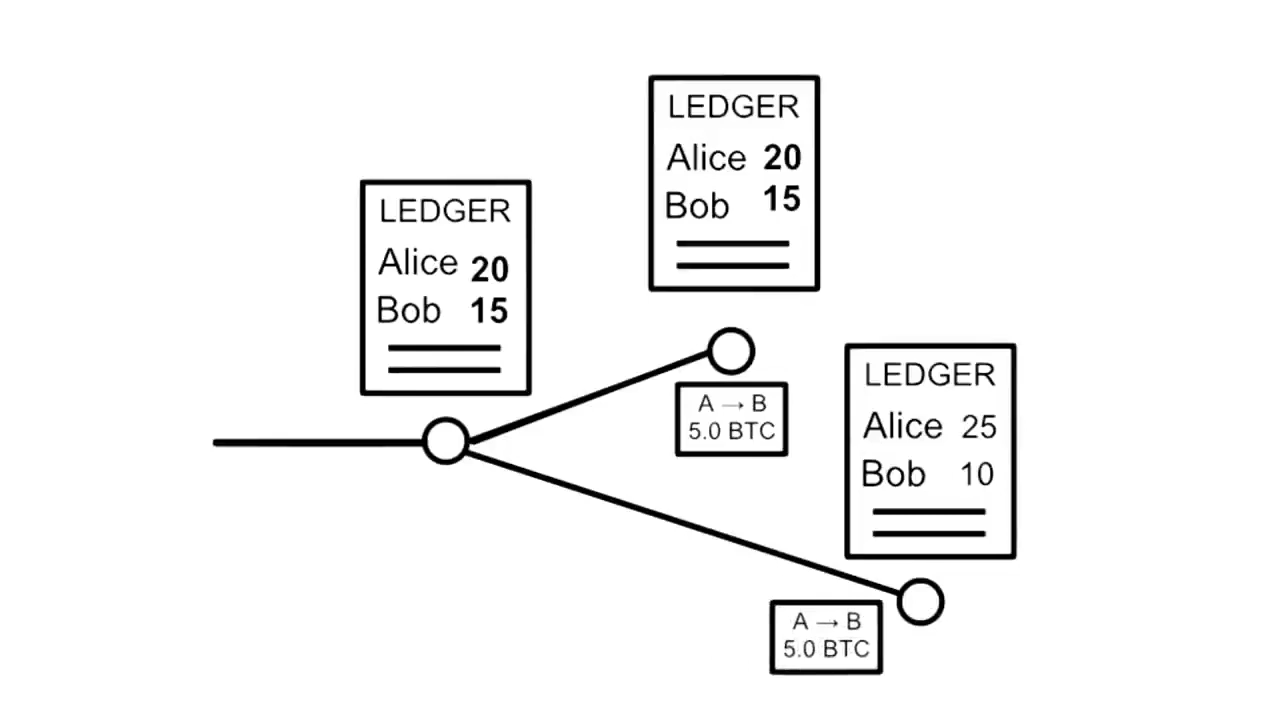 LEDGER
Alice 20
Bob 15
LEDGER
Alice 20
Bob 15
A → B
5.0 BTC
LEDGER
Alice 25
Bob 10
A → B
5.0 BTC